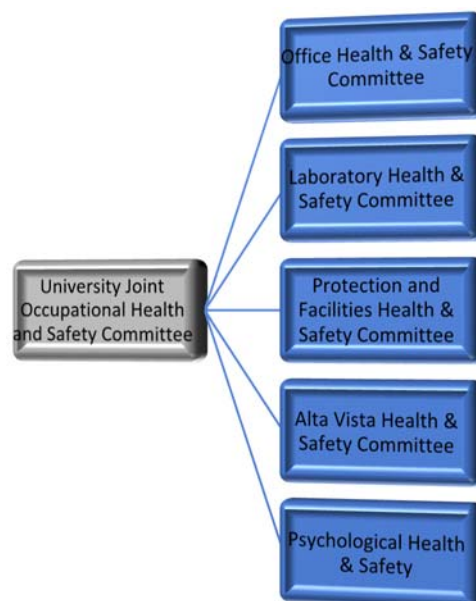 Office Health & Safety
Committee
Laboratory Health &
Safety Committee
University Joint
Occupational Health
and Safety Committee
Protection and
Facilities Health &
Safety Committee
Alta Vista Health &
Safety Committee
Psychological Health
& Safety